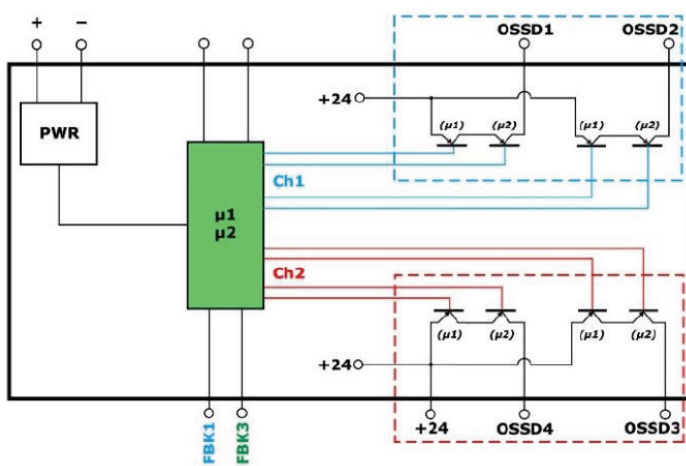 + −
OSSD1 OSSD2
+24
(µ1) (µ2) (µ1) (µ2)
PWR
Ch1
µ1
µ2
Ch2
(µ1) (µ2) (µ1) (µ2)
+24
+24 OSSD4 OSSD3
FBK1 FBK3